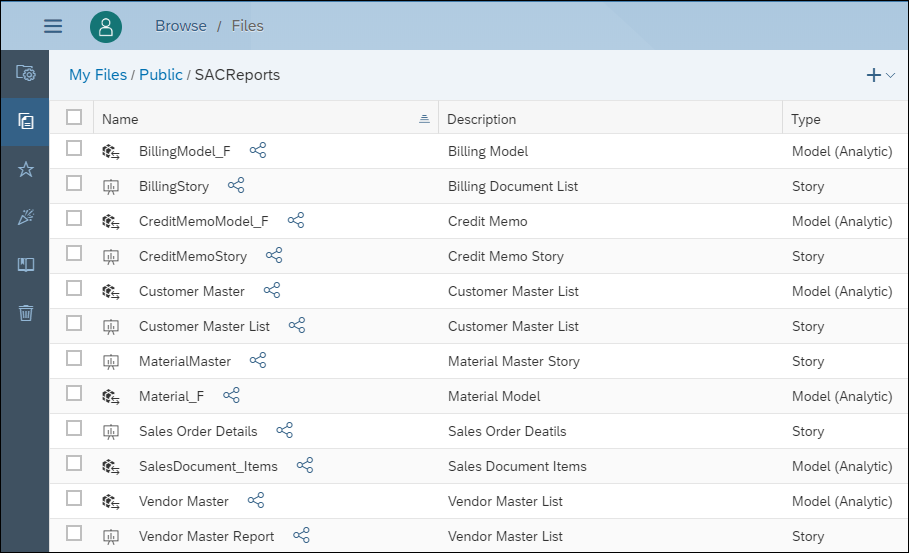 Browse / Files
My Files / Public / SACReports
Name Description Type
BillingModel_F Billing Model Model (Analytic)
BillingStory Billing Document List Story
CreditMemoModel_F Credit Memo Model (Analytic)
CreditMemoStory Credit Memo Story Story
Customer Master Customer Master List Model (Analytic)
Customer Master List Customer Master List Story
MaterialMaster Material Master Story Story
Material_F Material Model Model (Analytic)
Sales Order Details Sales Order Deatils Story
SalesDocument_Items Sales Document Items Model (Analytic)
Vendor Master Vendor Master List Model (Analytic)
Vendor Master Report Vendor Master List Story